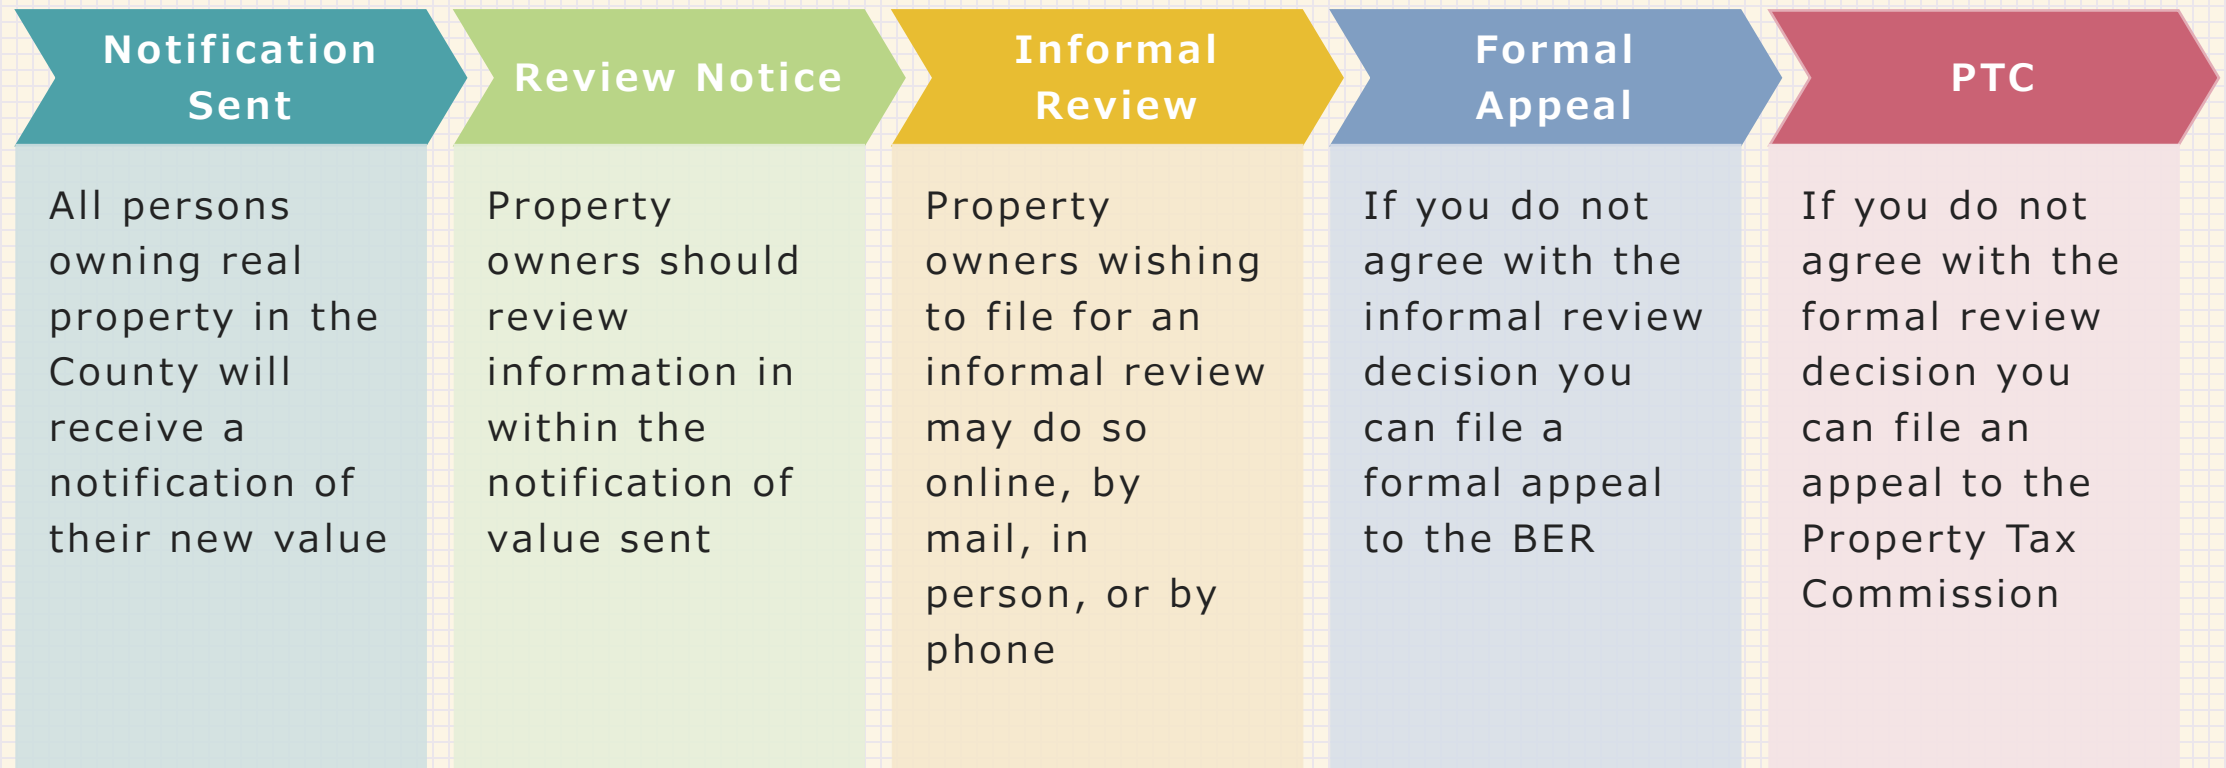 Notification
Sent
All persons
owning real
property in the
County will
receive a
notification of
their new value
Review Notice
Property
owners should
review
information in
within the
notification of
value sent
Informal
Review
Property
owners wishing
to file for an
informal review
may do so
online, by
mail, in
person, or by
phone
Formal
Appeal
If you do not
agree with the
informal review
decision you
can file a
formal appeal
to the BER
PTC
If you do not
agree with the
formal review
decision you
can file an
appeal to the
Property Tax
Commission